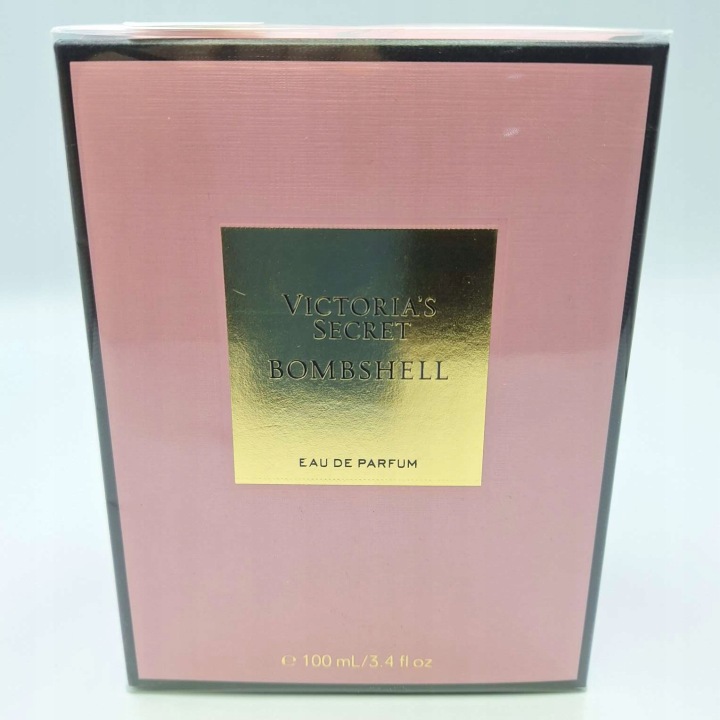 VICTORIA'S
SECRET
BOMBSHELL
EAU DE PARFUM
℮ 100 mL/3.4 fl oz